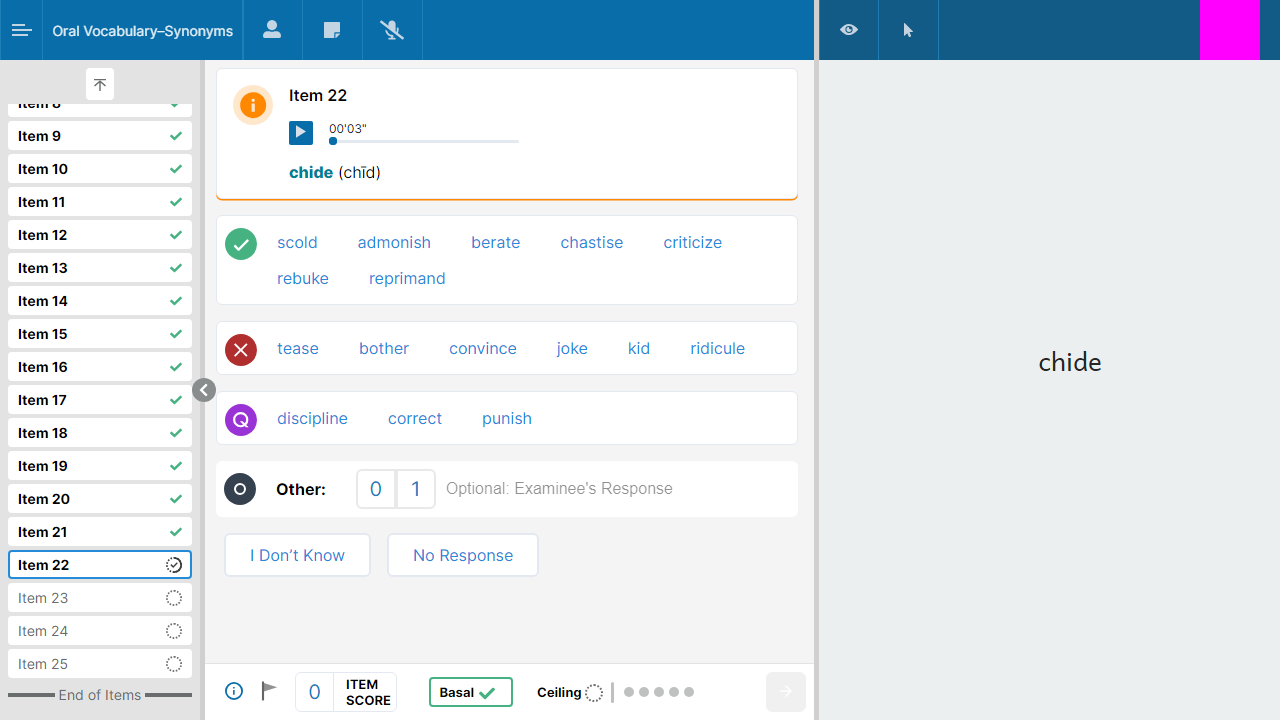 Oral Vocabulary–Synonyms
Item 8
Item 9
Item 10
Item 11
Item 12
Item 13
Item 14
Item 15
Item 16
Item 17
Item 18
Item 19
Item 20
Item 21
Item 22
Item 23
Item 24
Item 25
End of Items
Item 22
00'03"
chide (chīd)
scold admonish berate chastise criticize
rebuke reprimand
tease bother convince joke kid ridicule
Q discipline correct punish
Other: 0 1 Optional: Examinee's Response
I Don’t Know No Response
0 ITEM SCORE Basal Ceiling
chide